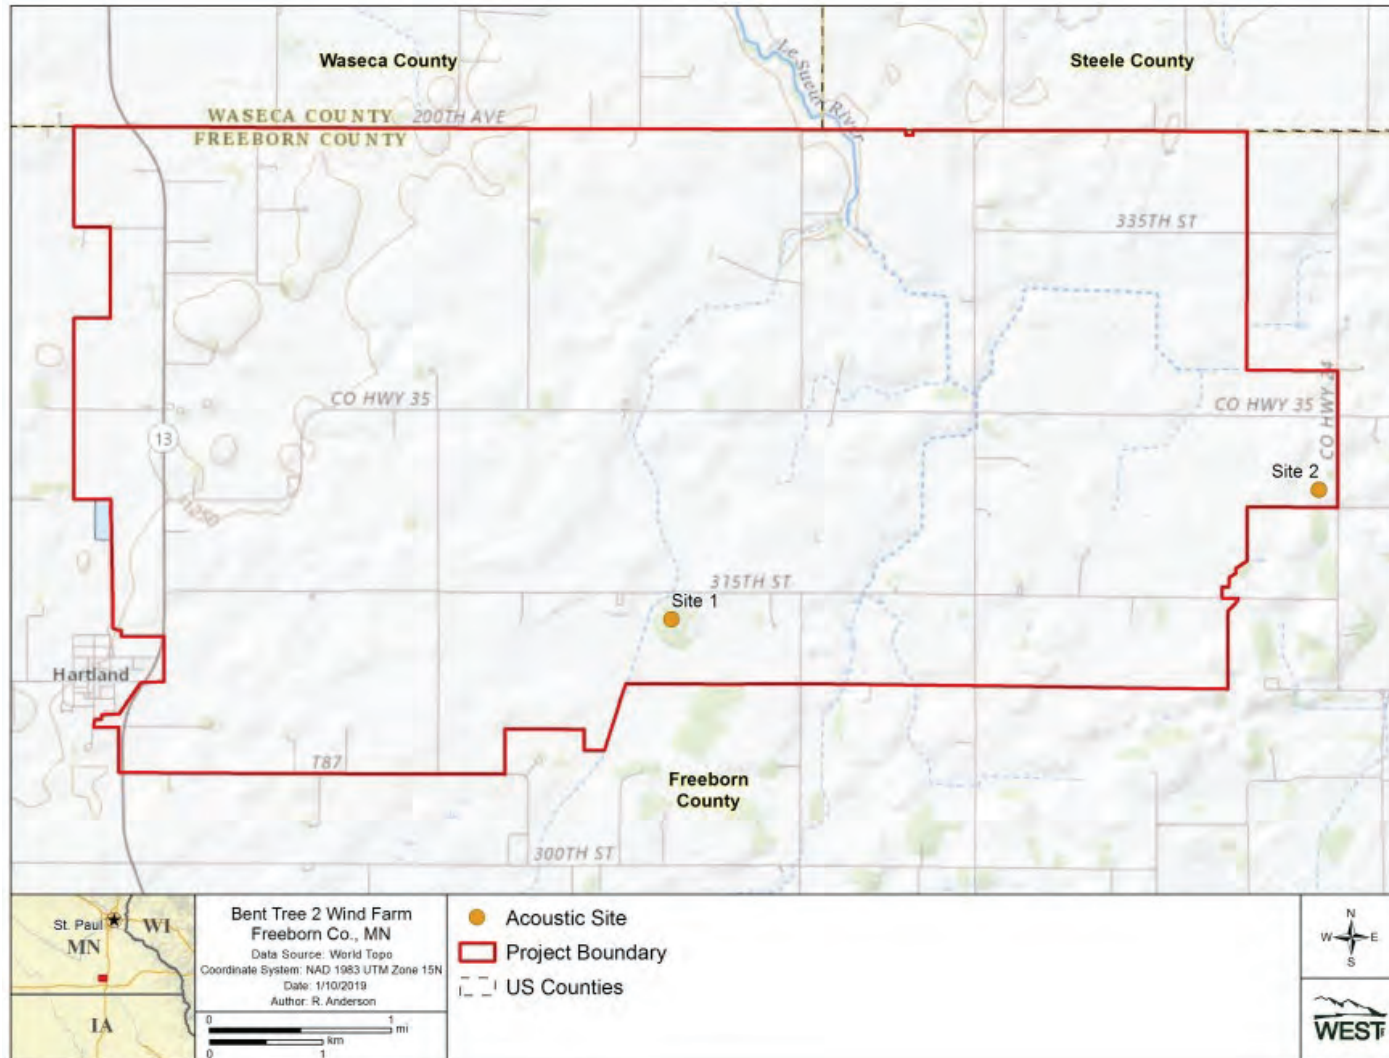 Waseca County
Steele County
Le Sueur River
WASECA COUNTY
200TH AVE
FREEBORN COUNTY
335TH ST
CO HWY 24
CO HWY 35
CO HWY 35
13
Site 2
1250
315TH ST
Site 1
Hartland
T87
Freeborn
County
300TH ST
St. Paul
WI
MN
IA
Bent Tree 2 Wind Farm
Freeborn Co., MN
Data Source: World Topo
Coordinate System: NAD 1983 UTM Zone 15N
Date: 1/10/2019
Author: R. Anderson
0 1
mi
km
0 1
Acoustic Site
Project Boundary
US Counties
N
W E
S
WEST